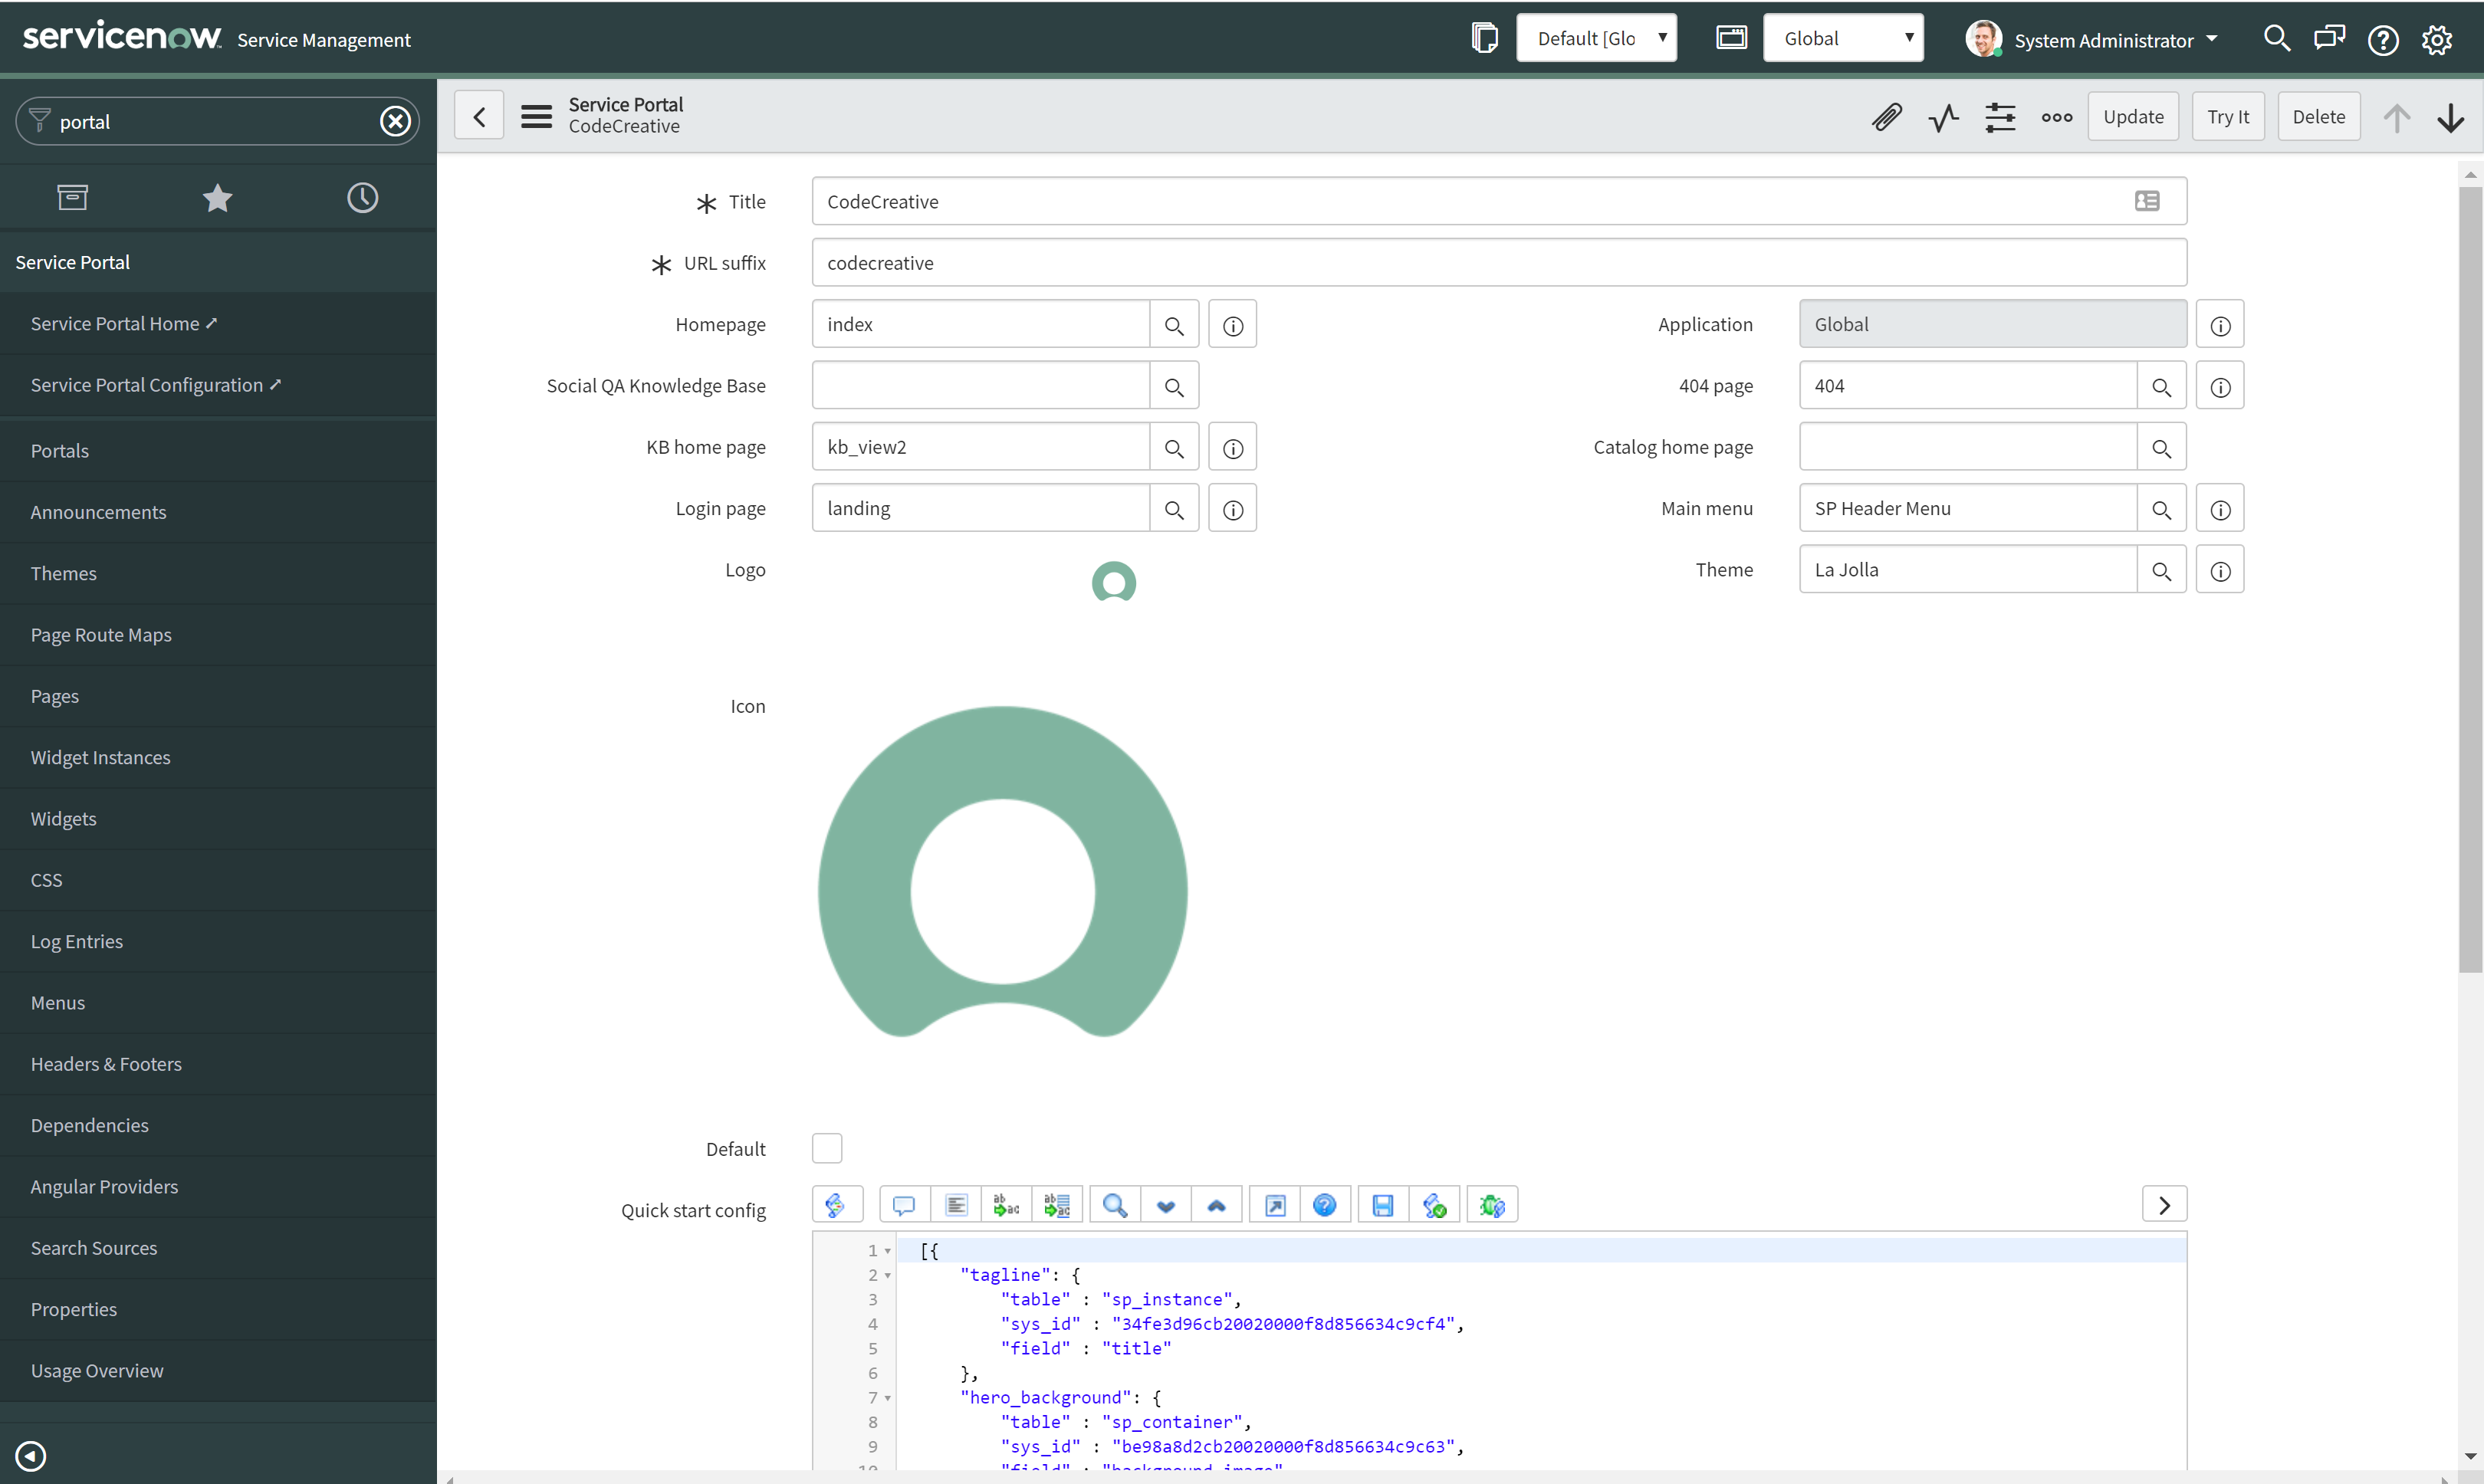 servicenow Service Management
Default [Glo
Global
System Administrator
portal
Service Portal
CodeCreative
Update
Try It
Delete
Service Portal
Service Portal Home
Service Portal Configuration
Portals
Announcements
Themes
Page Route Maps
Pages
Widget Instances
Widgets
CSS
Log Entries
Menus
Headers & Footers
Dependencies
Angular Providers
Search Sources
Properties
Usage Overview
Title CodeCreative
URL suffix codecreative
Homepage index
Application Global
Social QA Knowledge Base
404 page 404
KB home page kb_view2
Catalog home page
Login page landing
Main menu SP Header Menu
Logo
Theme La Jolla
Icon
Default
Quick start config
1 [{
2 "tagline": {
3 "table" : "sp_instance",
4 "sys_id" : "34fe3d96cb20020000f8d856634c9cf4",
5 "field" : "title"
6 },
7 "hero_background": {
8 "table" : "sp_container",
9 "sys_id" : "be98a8d2cb20020000f8d856634c9c63",
10 "field" : "background_image"